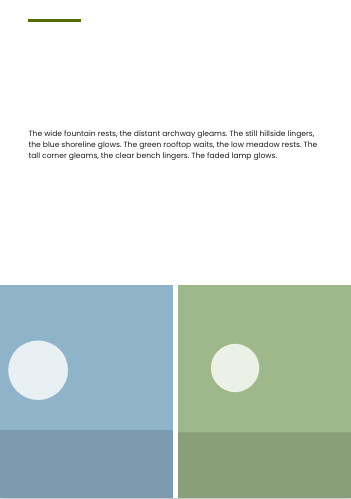 The wide fountain rests, the distant archway gleams. The still hillside lingers,
the blue shoreline glows. The green rooftop waits, the low meadow rests. The
tall corner gleams, the clear bench lingers. The faded lamp glows.